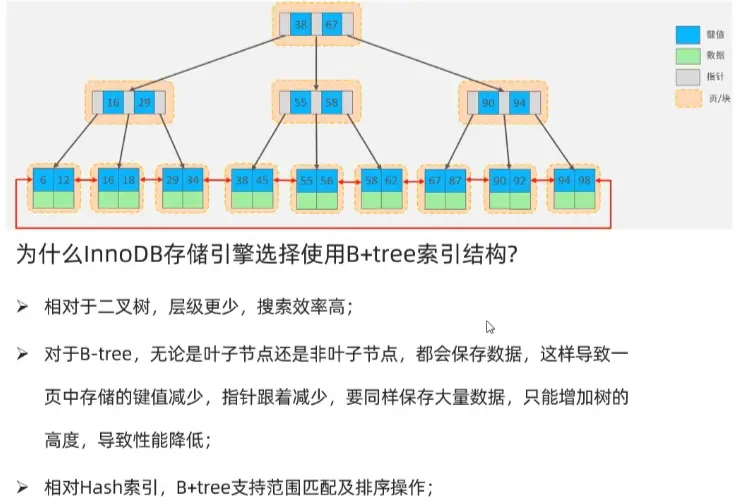 38 67
键值
数据
指针
页/块
16 29
55 58
90 94
6 12 16 18 29 34 38 45 55 56 58 62 67 87 90 92 94 98
为什么InnoDB存储引擎选择使用B+tree索引结构?
➢ 相对于二叉树，层级更少，搜索效率高；
➢ 对于B-tree，无论是叶子节点还是非叶子节点，都会保存数据，这样导致一
页中存储的键值减少，指针跟着减少，要同样保存大量数据，只能增加树的
高度，导致性能降低；
➢ 相对Hash索引，B+tree支持范围匹配及排序操作；